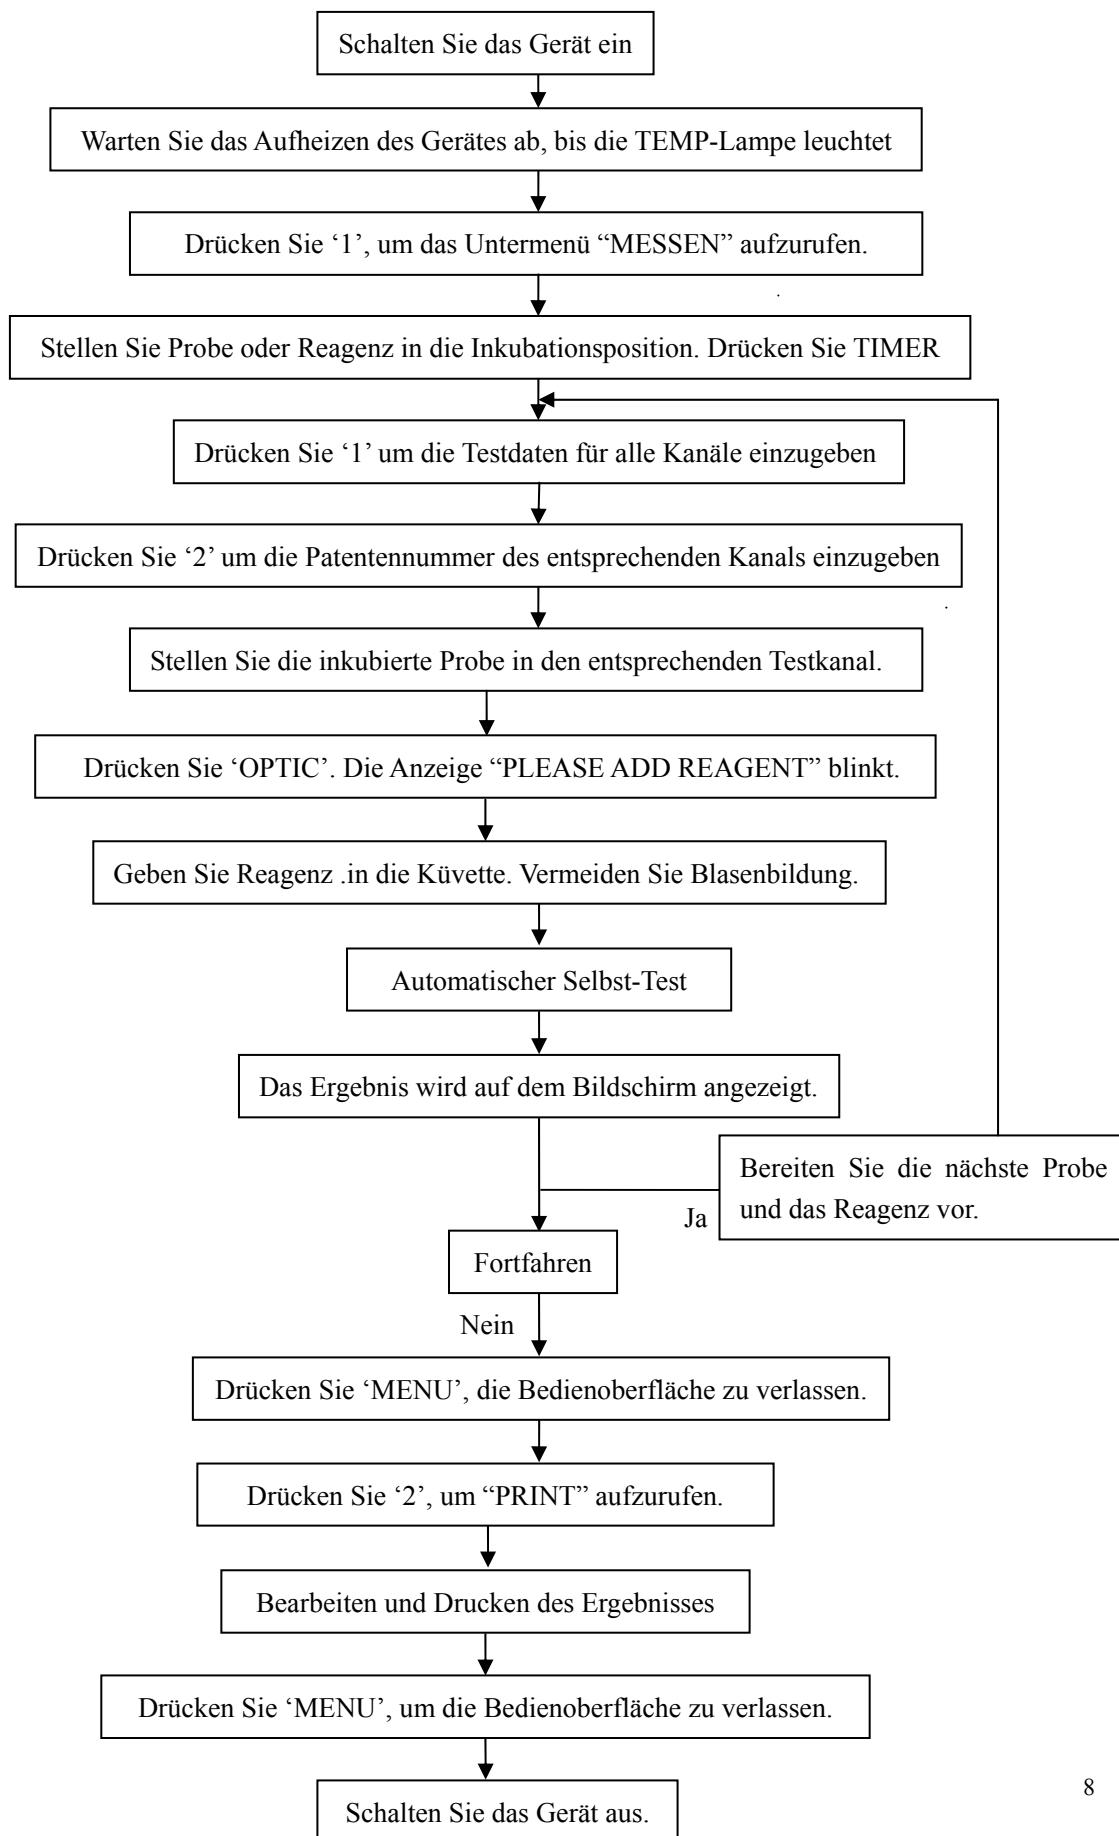 Schalten Sie das Gerät ein
Warten Sie das Aufheizen des Gerätes ab, bis die TEMP-Lampe leuchtet
Drücken Sie ‘1’, um das Untermenü “MESSEN” aufzurufen.
Stellen Sie Probe oder Reagenz in die Inkubationsposition. Drücken Sie TIMER
Drücken Sie ‘1’ um die Testdaten für alle Kanäle einzugeben
Drücken Sie ‘2’ um die Patentennummer des entsprechenden Kanals einzugeben
Stellen Sie die inkubierte Probe in den entsprechenden Testkanal.
Drücken Sie ‘OPTIC’. Die Anzeige “PLEASE ADD REAGENT” blinkt.
Geben Sie Reagenz .in die Küvette. Vermeiden Sie Blasenbildung.
Automatischer Selbst-Test
Das Ergebnis wird auf dem Bildschirm angezeigt.
Bereiten Sie die nächste Probe
und das Reagenz vor.
Ja
Fortfahren
Nein
Drücken Sie ‘MENU’, die Bedienoberfläche zu verlassen.
Drücken Sie ‘2’, um “PRINT” aufzurufen.
Bearbeiten und Drucken des Ergebnisses
Drücken Sie ‘MENU’, um die Bedienoberfläche zu verlassen.
Schalten Sie das Gerät aus.
8